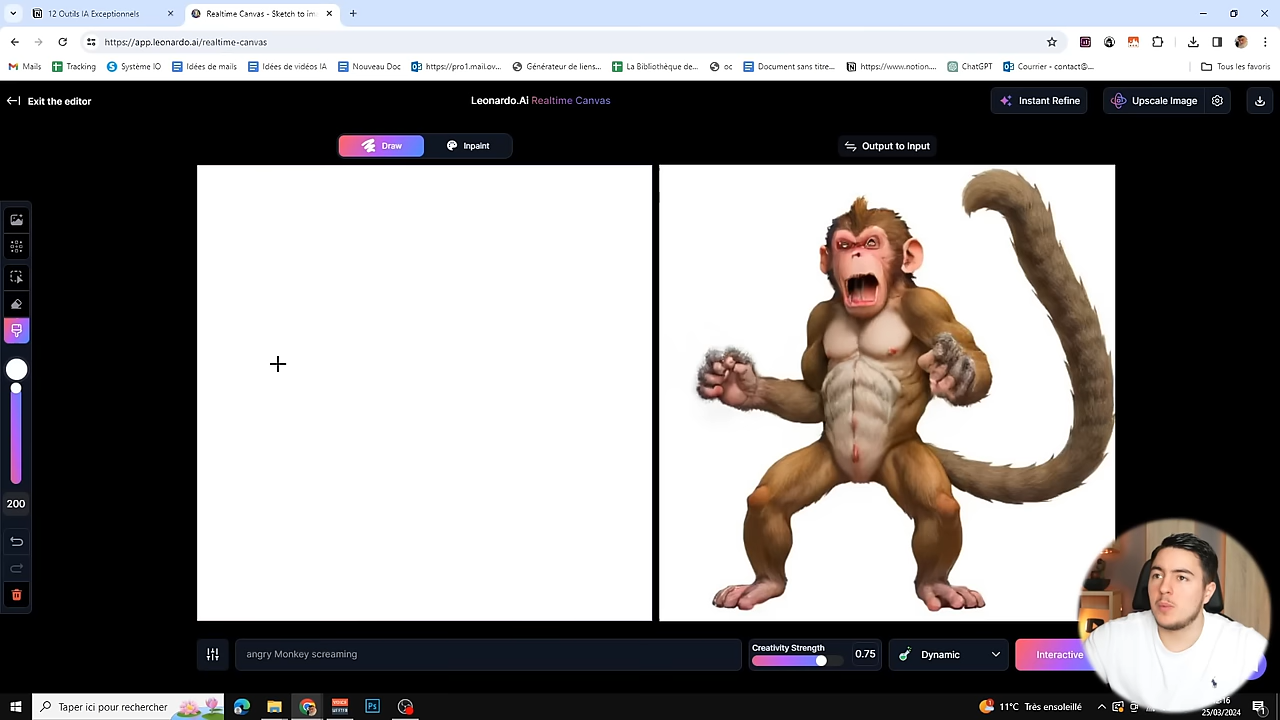 12 Outils IA Exceptionnels
Realtime Canvas - Sketch to im
https://app.leonardo.ai/realtime-canvas
Mails
Tracking
Système IO
Idées de mails
Idées de vidéos IA
Nouveau Doc
https://pro1.mail.ov...
Générateur de liens...
La Bibliothèque de...
oc
Document sans titre...
https://www.notion...
ChatGPT
Courrier - contact@...
Tous les favoris
Exit the editor
Leonardo.Ai Realtime Canvas
Instant Refine
Upscale Image
Draw
Inpaint
Output to Input
200
angry Monkey screaming
Creativity Strength
0.75
Dynamic
Interactive
Taper ici pour rechercher
11°C Très ensoleillé
25/03/2024